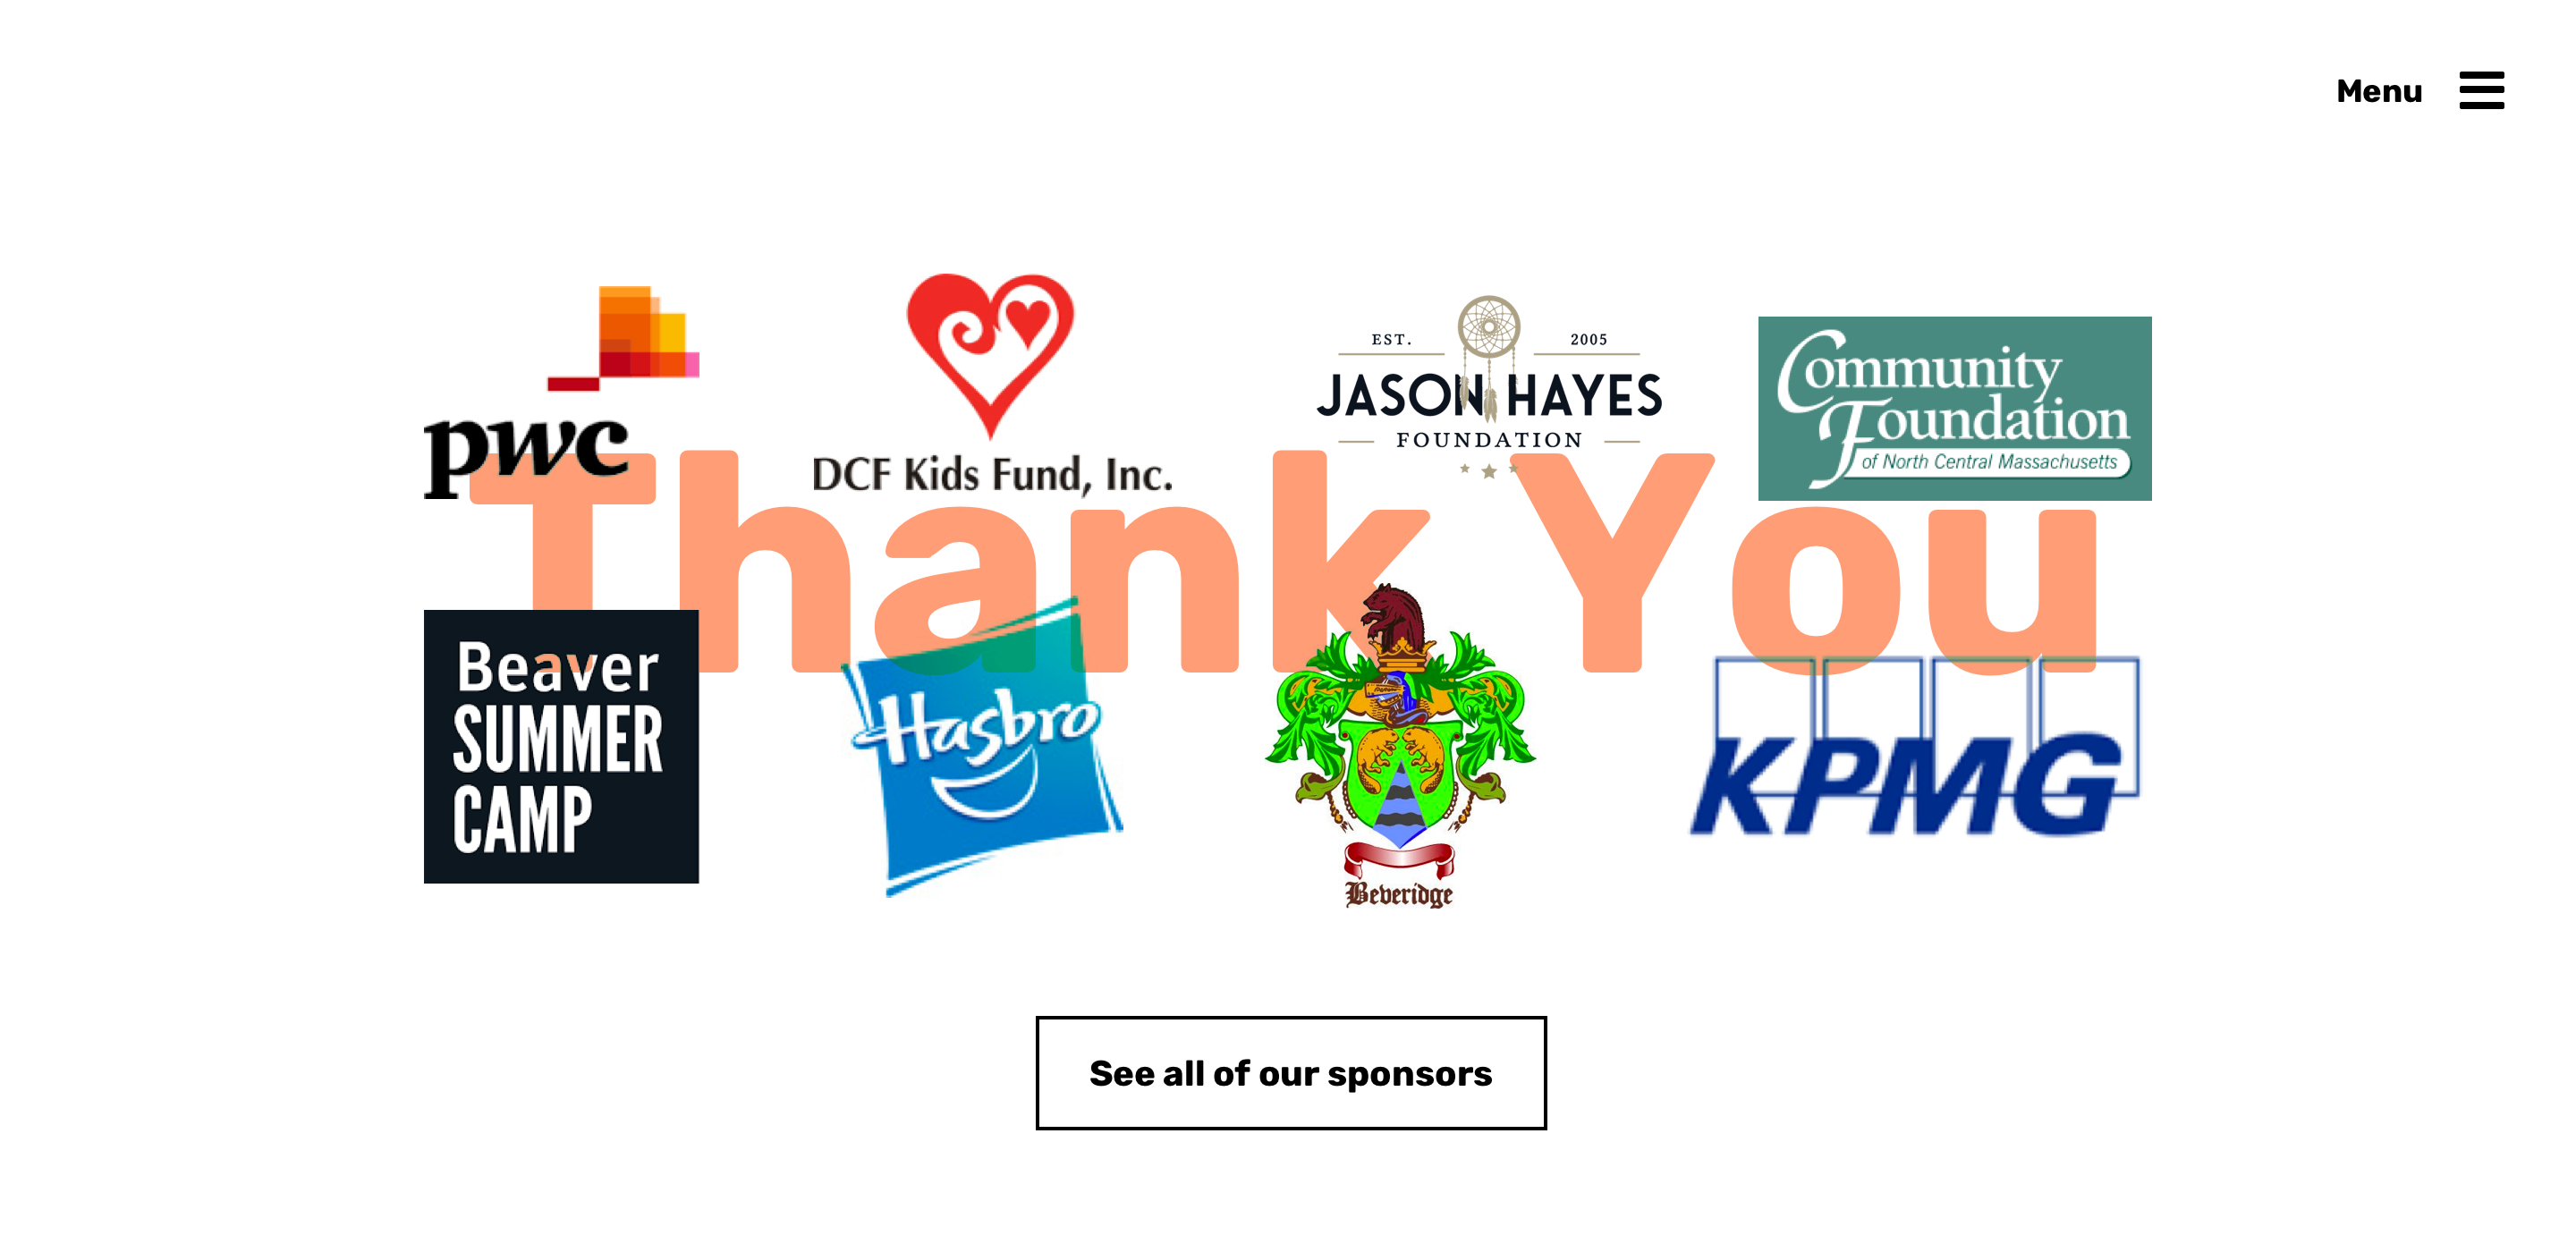 Menu
pwc
DCF Kids Fund, Inc.
EST. 2005
JASON HAYES
FOUNDATION
Community
Foundation
of North Central Massachusetts
Thank You
Beaver
SUMMER
CAMP
Hasbro
Beveridge
KPMG
See all of our sponsors